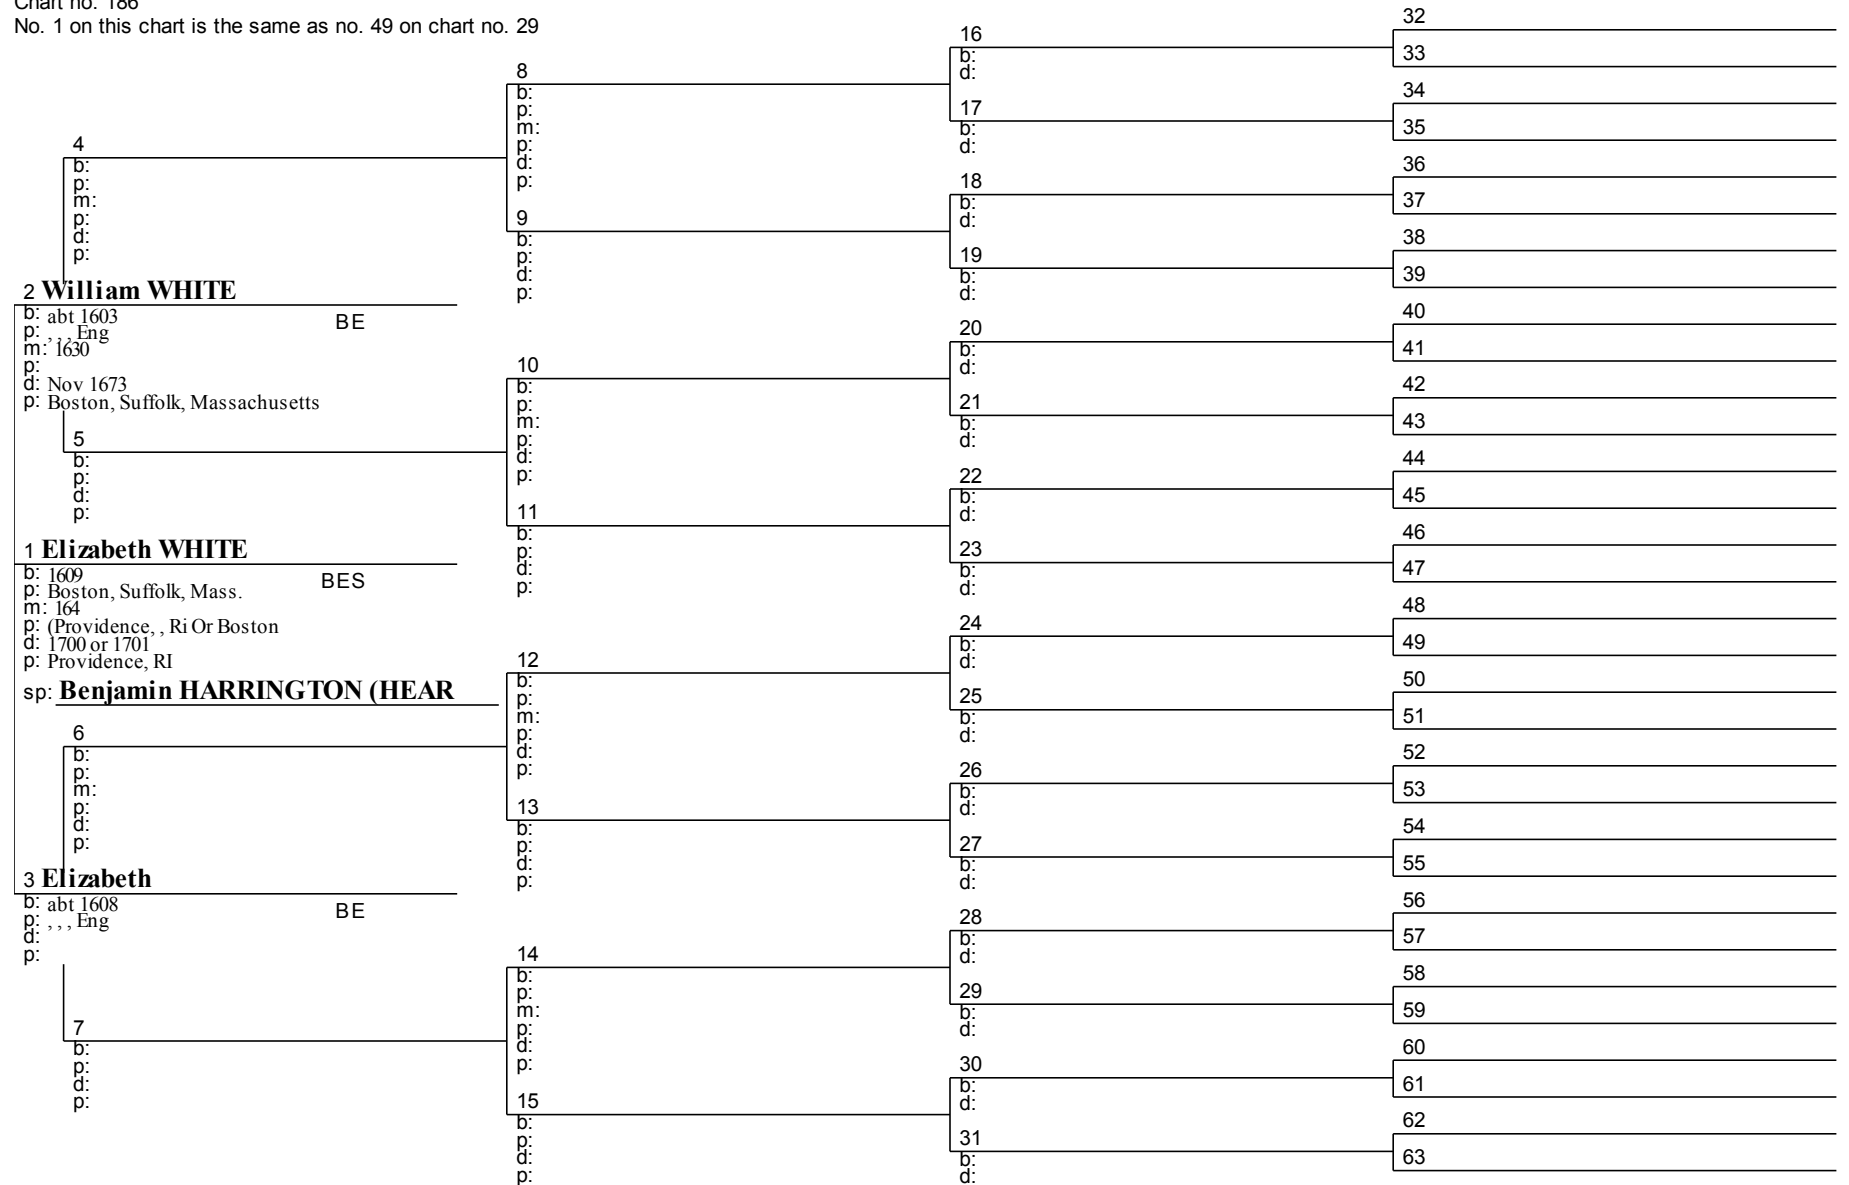 Chart no. 186
No. 1 on this chart is the same as no. 49 on chart no. 29
4
b:
p:
m:
p:
d:
p:
2 William WHITE
b: abt 1603
BE
p: , , , Eng
m: 1630
p:
d: Nov 1673
p: Boston, Suffolk, Massachusetts
5
b:
p:
d:
p:
1 Elizabeth WHITE
b: 1609
BES
p: Boston, Suffolk, Mass.
m: 164
p: (Providence, , Ri Or Boston
d: 1700 or 1701
p: Providence, RI
sp: Benjamin HARRINGTON (HEAR
6
b:
p:
m:
p:
d:
p:
3 Elizabeth
b: abt 1608
BE
p: , , , Eng
d:
p:
7
b:
p:
d:
p:
8
b:
p:
m:
p:
d:
p:
9
b:
p:
d:
p:
10
b:
p:
m:
p:
d:
p:
11
b:
p:
d:
p:
12
b:
p:
m:
p:
d:
p:
13
b:
p:
d:
p:
14
b:
p:
m:
p:
d:
p:
15
b:
p:
d:
p:
16
b:
d:
17
b:
d:
18
b:
d:
19
b:
d:
20
b:
d:
21
b:
d:
22
b:
d:
23
b:
d:
24
b:
d:
25
b:
d:
26
b:
d:
27
b:
d:
28
b:
d:
29
b:
d:
30
b:
d:
31
b:
d:
32
33
34
35
36
37
38
39
40
41
42
43
44
45
46
47
48
49
50
51
52
53
54
55
56
57
58
59
60
61
62
63